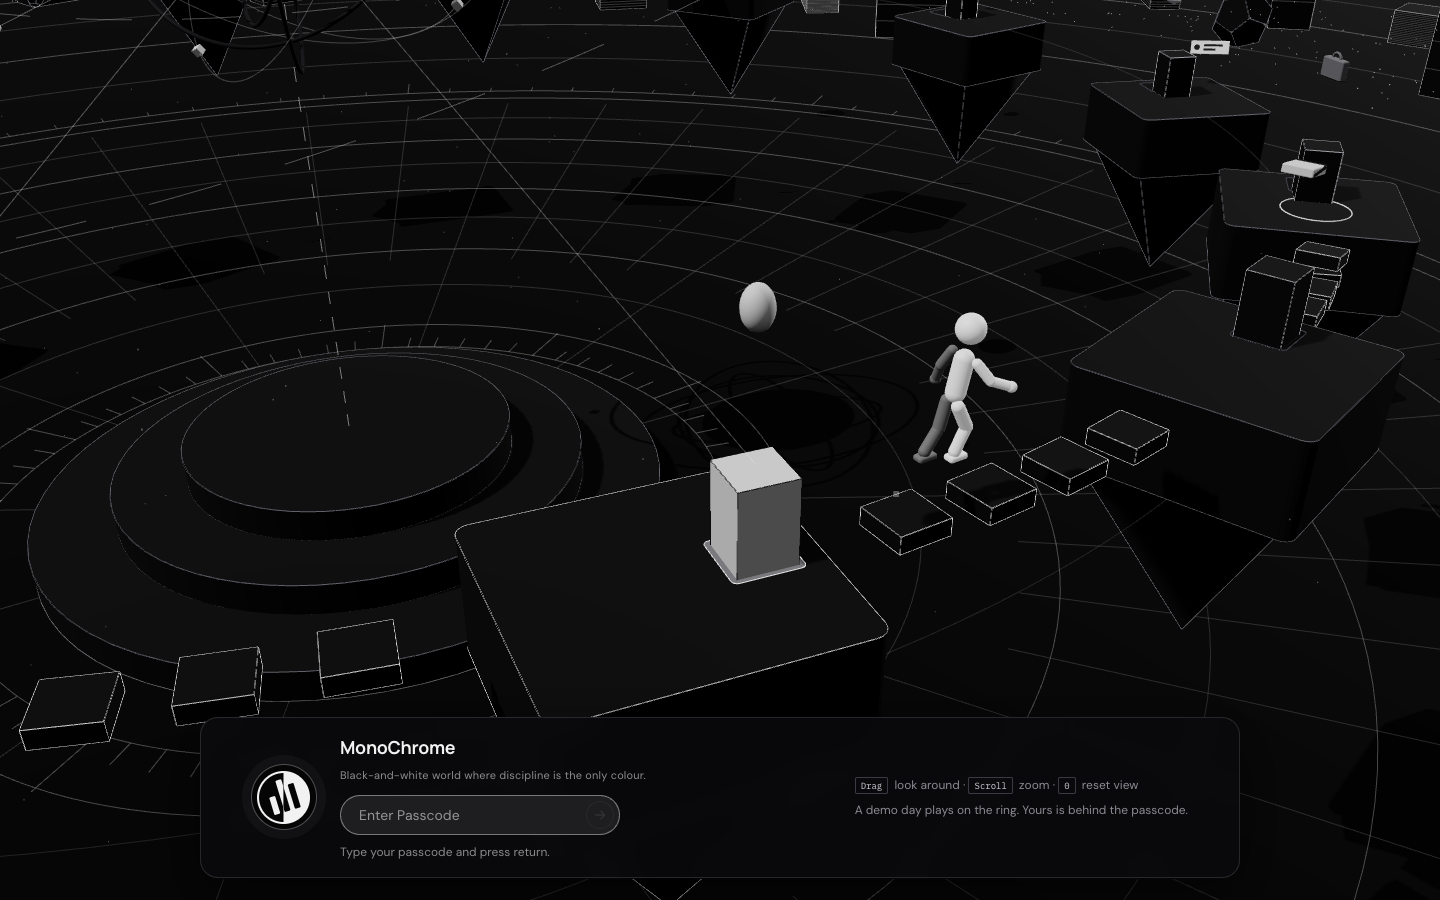 MonoChrome
Black-and-white world where discipline is the only colour.
Enter Passcode
Type your passcode and press return.
Drag look around · Scroll zoom · 0 reset view
A demo day plays on the ring. Yours is behind the passcode.